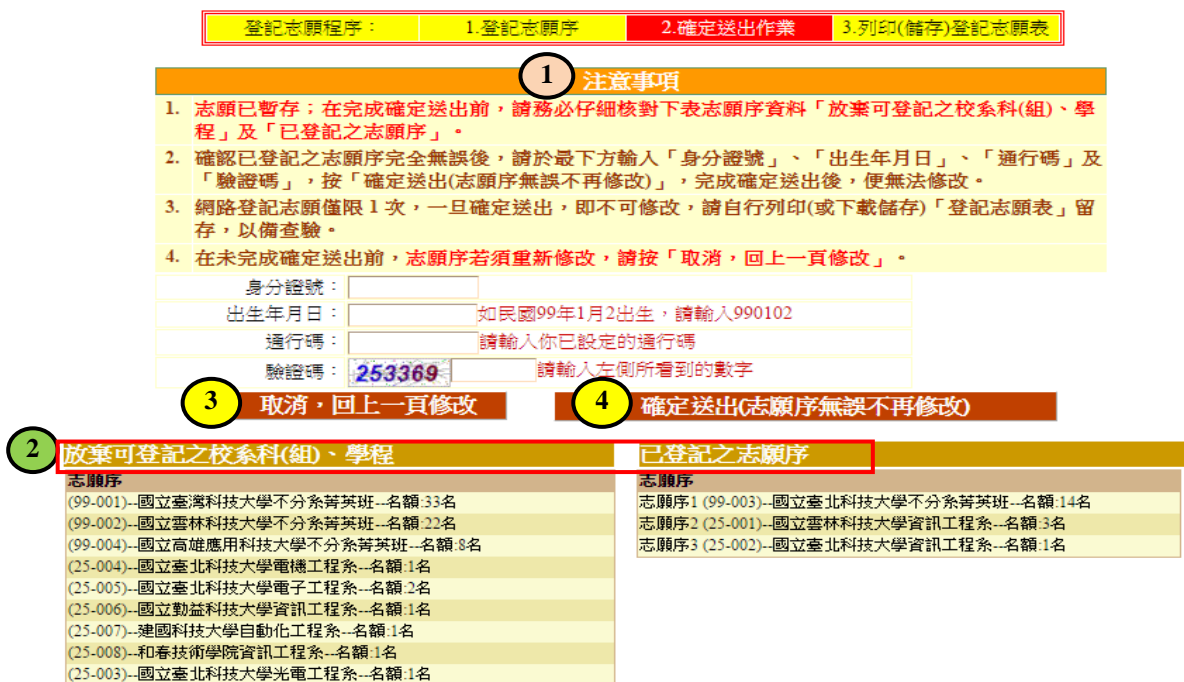 登記志願程序： 1.登記志願序 2.確定送出作業 3.列印(儲存)登記志願表
1 注意事項
1. 志願已暫存；在完成確定送出前，請務必仔細核對下表志願序資料「放棄可登記之校系科(組)、學
程」及「已登記之志願序」。
2. 確認已登記之志願序完全無誤後，請於最下方輸入「身分證號」、「出生年月日」、「通行碼」及
「驗證碼」，按「確定送出(志願序無誤不再修改)」，完成確定送出後，便無法修改。
3. 網路登記志願僅限 1 次，一旦確定送出，即不可修改，請自行列印(或下載儲存)「登記志願表」留
存，以備查驗。
4. 在未完成確定送出前，志願序若須重新修改，請按「取消，回上一頁修改」。
身分證號：
出生年月日： 如民國99年1月2出生，請輸入990102
通行碼： 請輸入你已設定的通行碼
驗證碼： 253369 請輸入左側所看到的數字
3 取消，回上一頁修改 4 確定送出(志願序無誤不再修改)
2 放棄可登記之校系科(組)、學程 已登記之志願序
志願序 志願序
(99-001)--國立臺灣科技大學不分系菁英班--名額:33名 志願序1 (99-003)--國立臺北科技大學不分系菁英班--名額:14名
(99-002)--國立雲林科技大學不分系菁英班--名額:22名 志願序2 (25-001)--國立雲林科技大學資訊工程系--名額:3名
(99-004)--國立高雄應用科技大學不分系菁英班--名額:8名 志願序3 (25-002)--國立臺北科技大學資訊工程系--名額:1名
(25-004)--國立臺北科技大學電機工程系--名額:1名
(25-005)--國立臺北科技大學電子工程系--名額:2名
(25-006)--國立勤益科技大學資訊工程系--名額:1名
(25-007)--建國科技大學自動化工程系--名額:1名
(25-008)--和春技術學院資訊工程系--名額:1名
(25-003)--國立臺北科技大學光電工程系--名額:1名